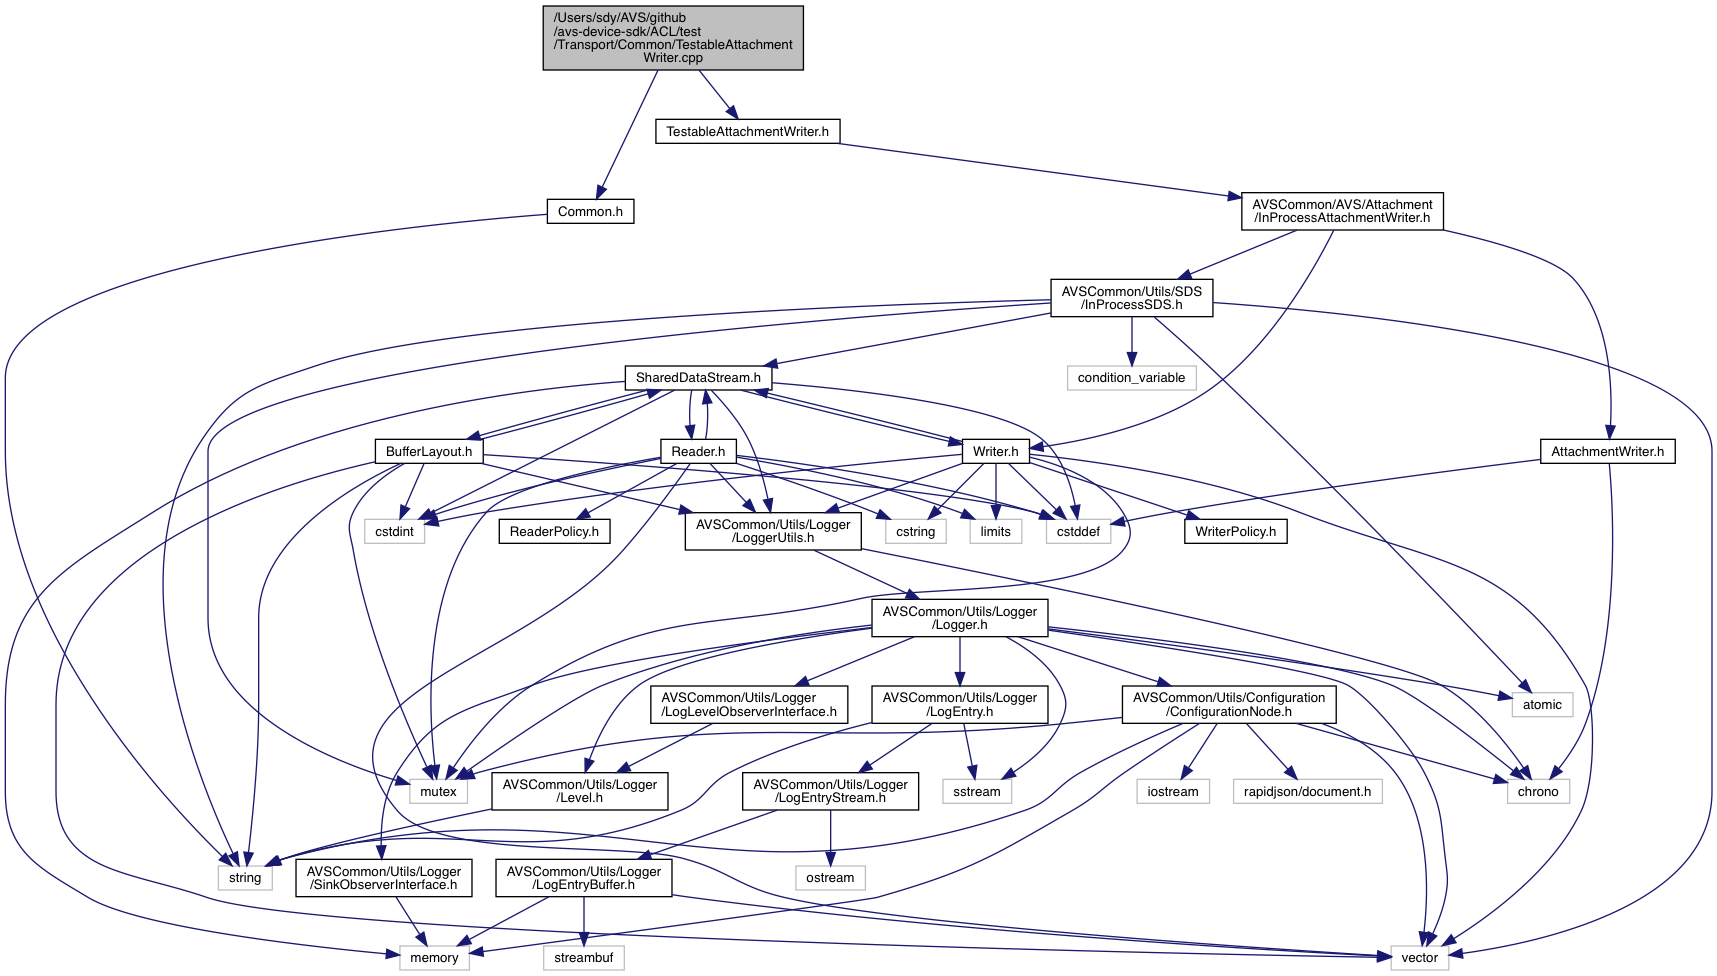 /Users/sdy/AVS/github
/avs-device-sdk/ACL/test
/Transport/Common/TestableAttachment
Writer.cpp
TestableAttachmentWriter.h
Common.h
AVSCommon/AVS/Attachment
/InProcessAttachmentWriter.h
AVSCommon/Utils/SDS
/InProcessSDS.h
SharedDataStream.h
condition_variable
BufferLayout.h
Reader.h
Writer.h
AttachmentWriter.h
cstdint
ReaderPolicy.h
AVSCommon/Utils/Logger
/LoggerUtils.h
cstring
limits
cstddef
WriterPolicy.h
AVSCommon/Utils/Logger
/Logger.h
AVSCommon/Utils/Logger
/LogLevelObserverInterface.h
AVSCommon/Utils/Logger
/LogEntry.h
AVSCommon/Utils/Configuration
/ConfigurationNode.h
atomic
mutex
AVSCommon/Utils/Logger
/Level.h
AVSCommon/Utils/Logger
/LogEntryStream.h
sstream
iostream
rapidjson/document.h
chrono
string
AVSCommon/Utils/Logger
/SinkObserverInterface.h
AVSCommon/Utils/Logger
/LogEntryBuffer.h
ostream
memory
streambuf
vector